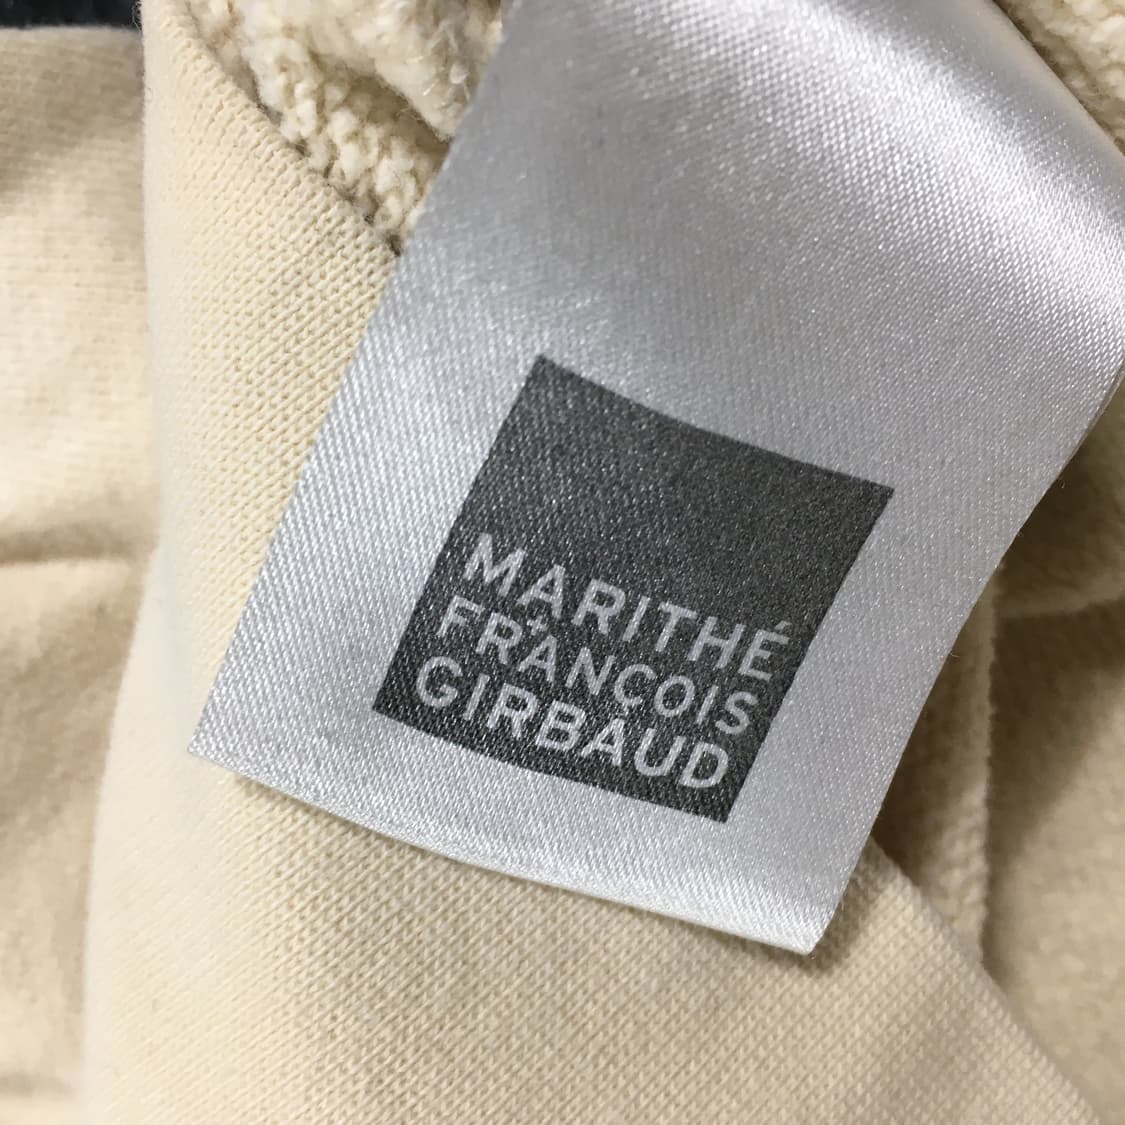 MARITHÉ
+
FRANÇOIS
GIRBAUD